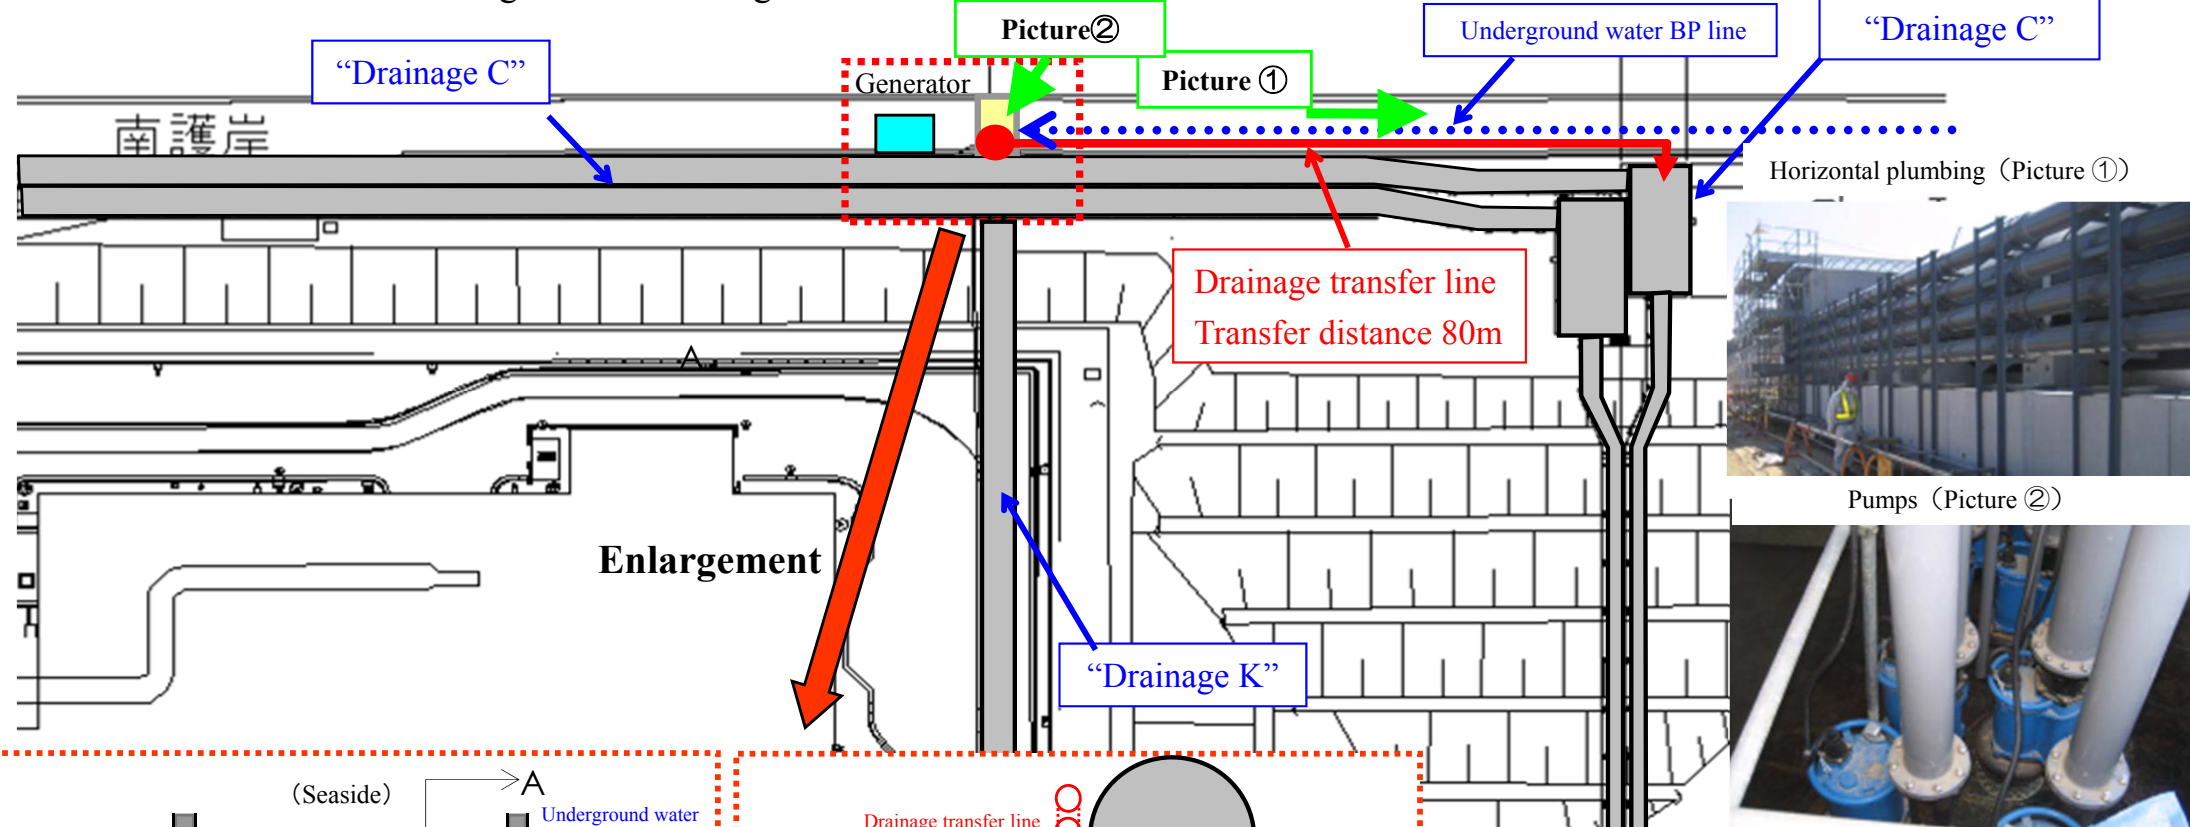 Picture②
Underground water BP line
“Drainage C”
“Drainage C”
Generator
Picture ①
南護岸
Horizontal plumbing（Picture ①）
Drainage transfer line
Transfer distance 80m
A
Pumps（Picture ②）
Enlargement
“Drainage K”
（Seaside）
A
Underground water
Drainage transfer line